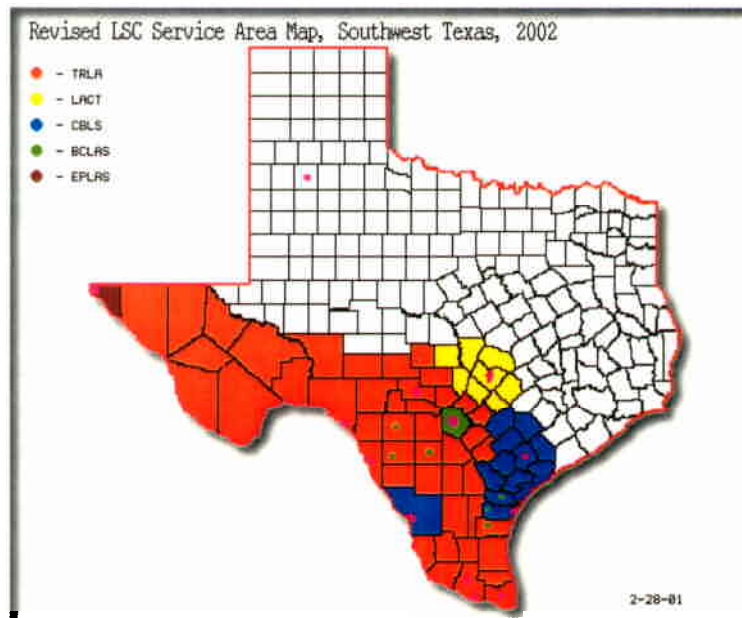 Revised LSC Service Area Map, Southwest Texas, 2002
- TRLA
- LACT
- CBLS
- BCLAS
- EPLAS
2-28-01